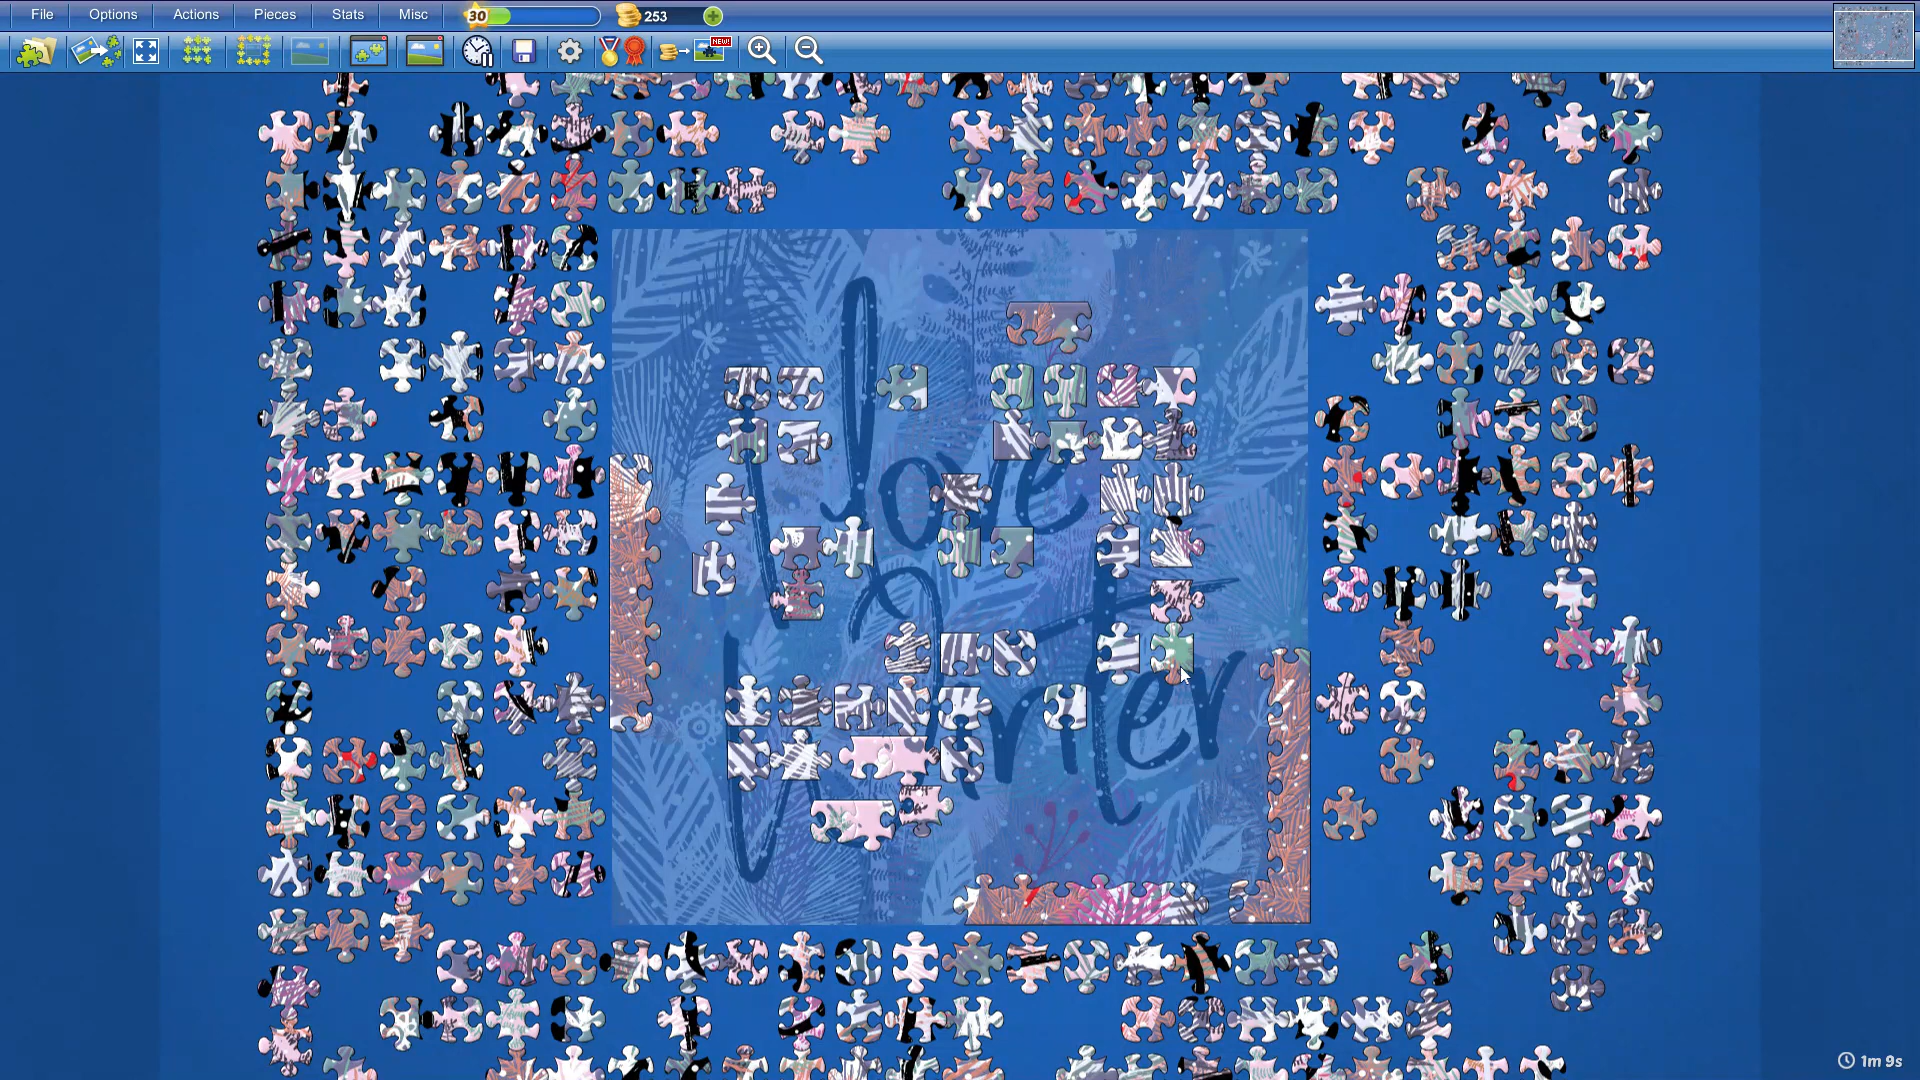 File Options Actions Pieces Stats Misc 30 253
NEW!
love
Winter
1m 9s